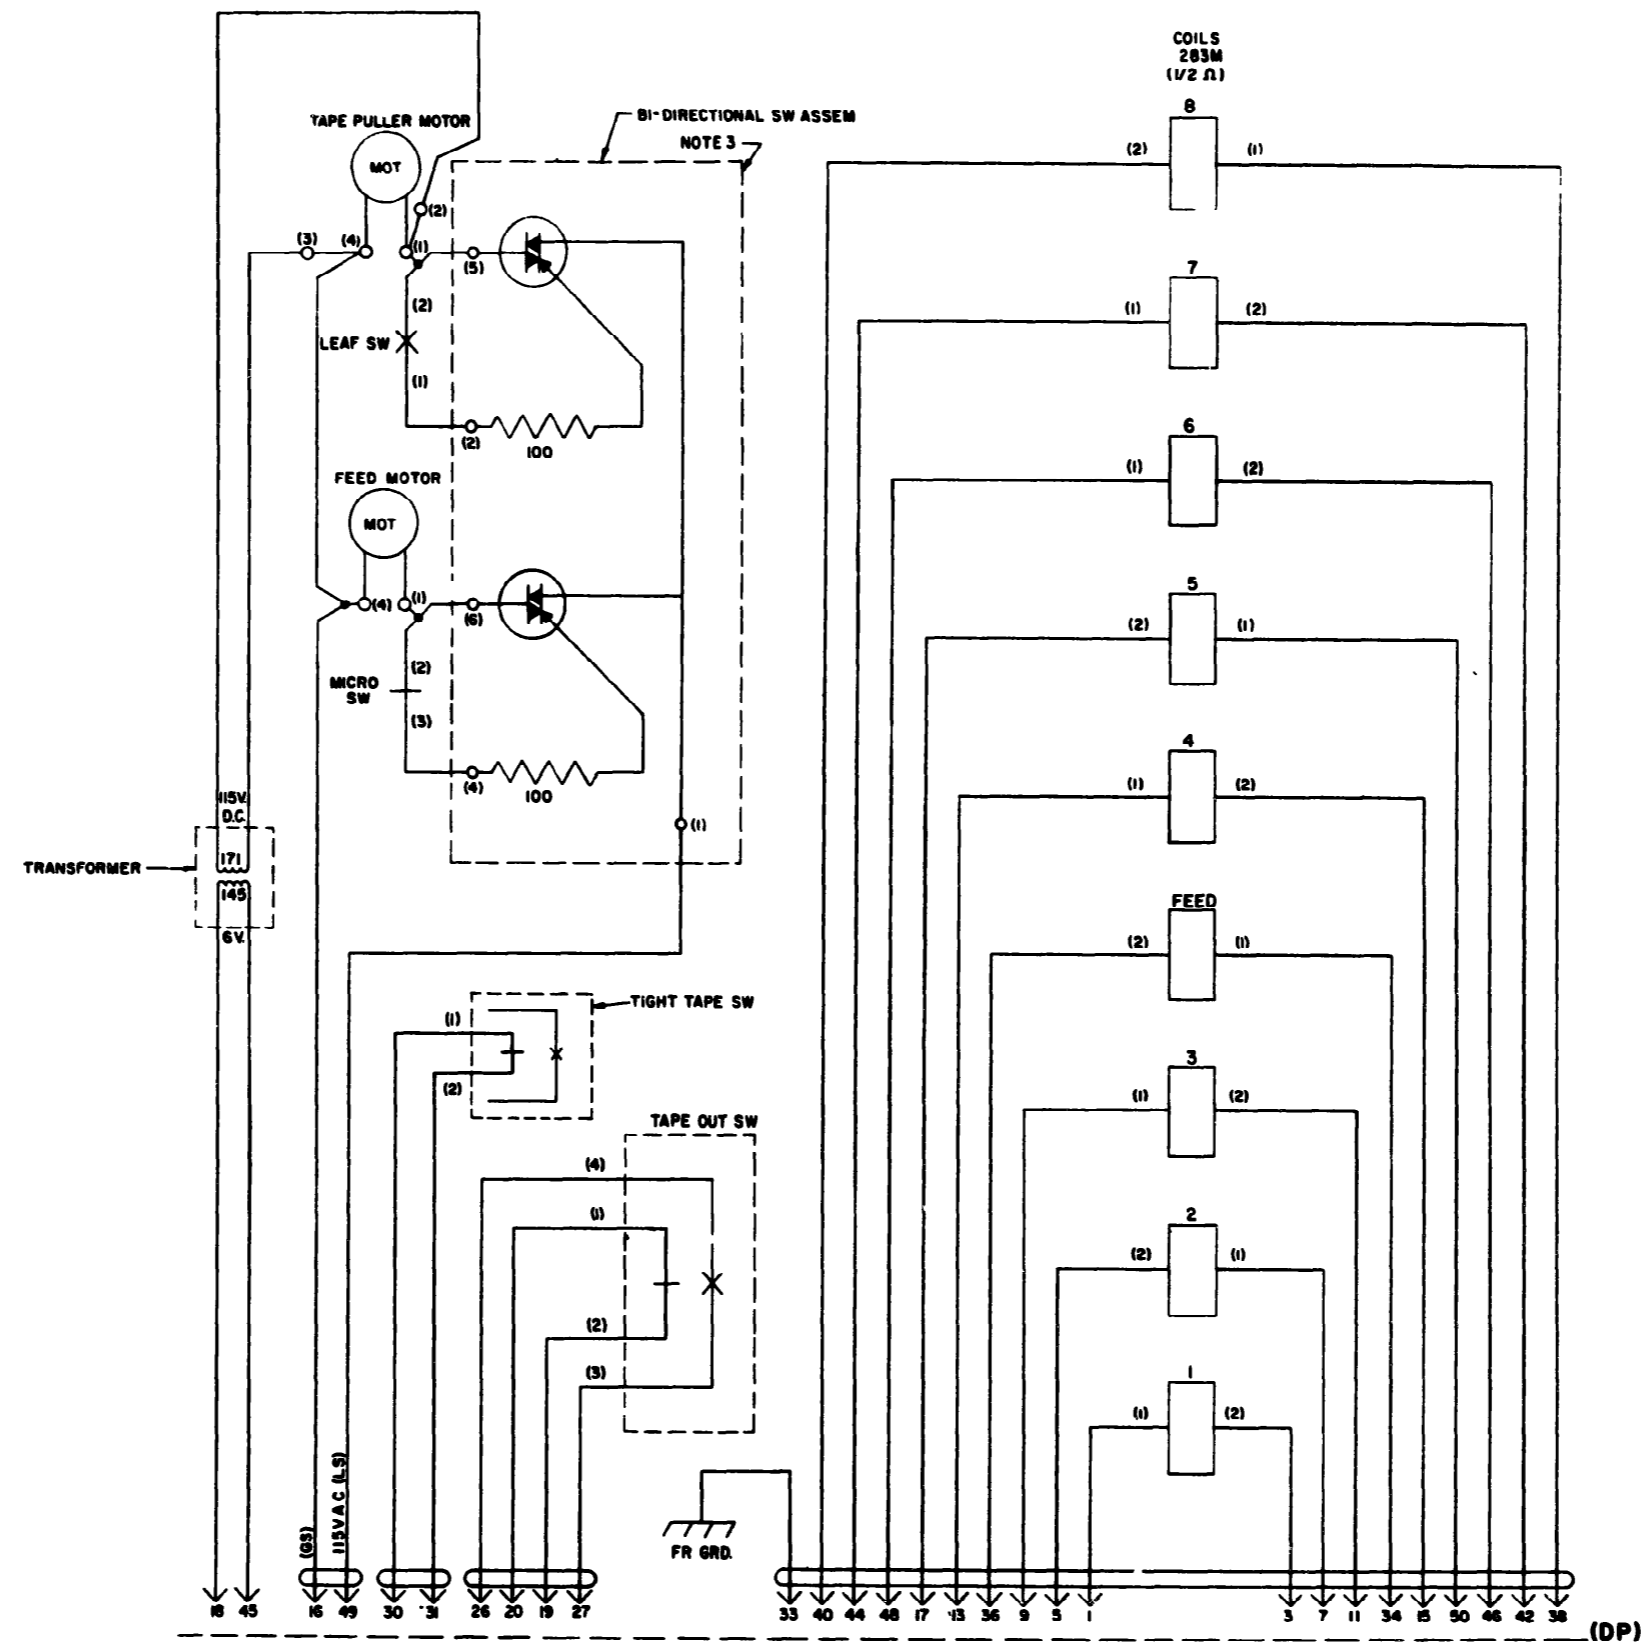 COILS
283M
(1/2 Ω)
8
(2)
(1)
BI-DIRECTIONAL SW ASSEM
NOTE 3
TAPE PULLER MOTOR
MOT
(2)
(3)
(4)
(1)
(5)
(2)
LEAF SW
(1)
(2)
100
7
(1)
(2)
6
(1)
(2)
FEED MOTOR
MOT
(4)
(1)
(6)
(2)
MICRO
SW
(3)
(4)
100
5
(2)
(1)
4
(1)
(2)
115V.
D.C.
(1)
TRANSFORMER
171
145
6V.
FEED
(2)
(1)
TIGHT TAPE SW
(1)
(2)
3
(1)
(2)
TAPE OUT SW
(4)
(1)
(2)
(3)
2
(2)
(1)
1
(1)
(2)
(GS)
115VAC (LS)
FR GRD.
18 45 16 49 30 31 26 20 19 27 33 40 44 48 17 13 36 9 5 1 3 7 11 34 15 50 46 42 38
(DP)